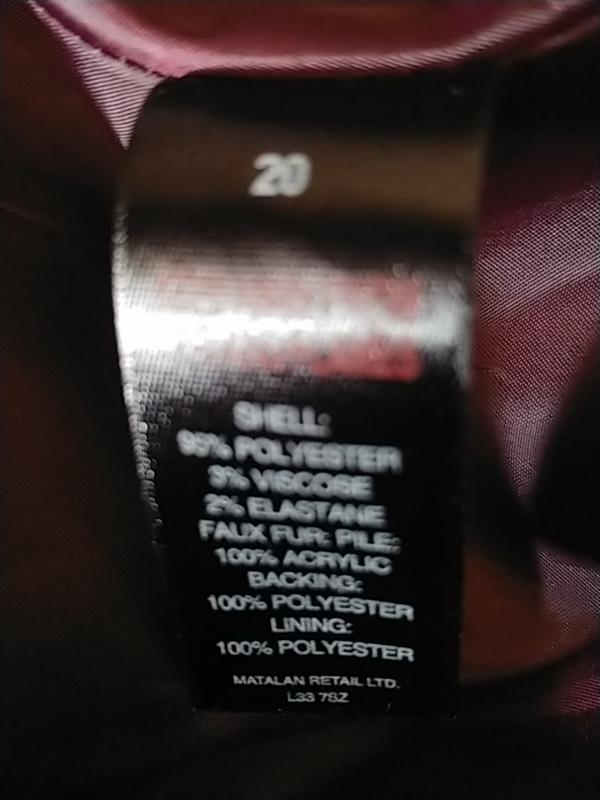 20
SHELL:
95% POLYESTER
3% VISCOSE
2% ELASTANE
FAUX FUR: PILE:
100% ACRYLIC
BACKING:
100% POLYESTER
LINING:
100% POLYESTER
MATALAN RETAIL LTD.
L33 7SZ